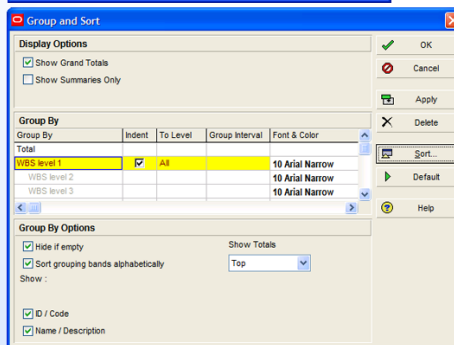 Group and Sort
Display Options
Show Grand Totals
Show Summaries Only
Group By
Group By Indent To Level Group Interval Font & Color
Total
WBS level 1 All 10 Arial Narrow
WBS level 2 10 Arial Narrow
WBS level 3 10 Arial Narrow
Group By Options
Hide if empty Show Totals
Sort grouping bands alphabetically Top
Show :
ID / Code
Name / Description
OK
Cancel
Apply
Delete
Sort...
Default
Help